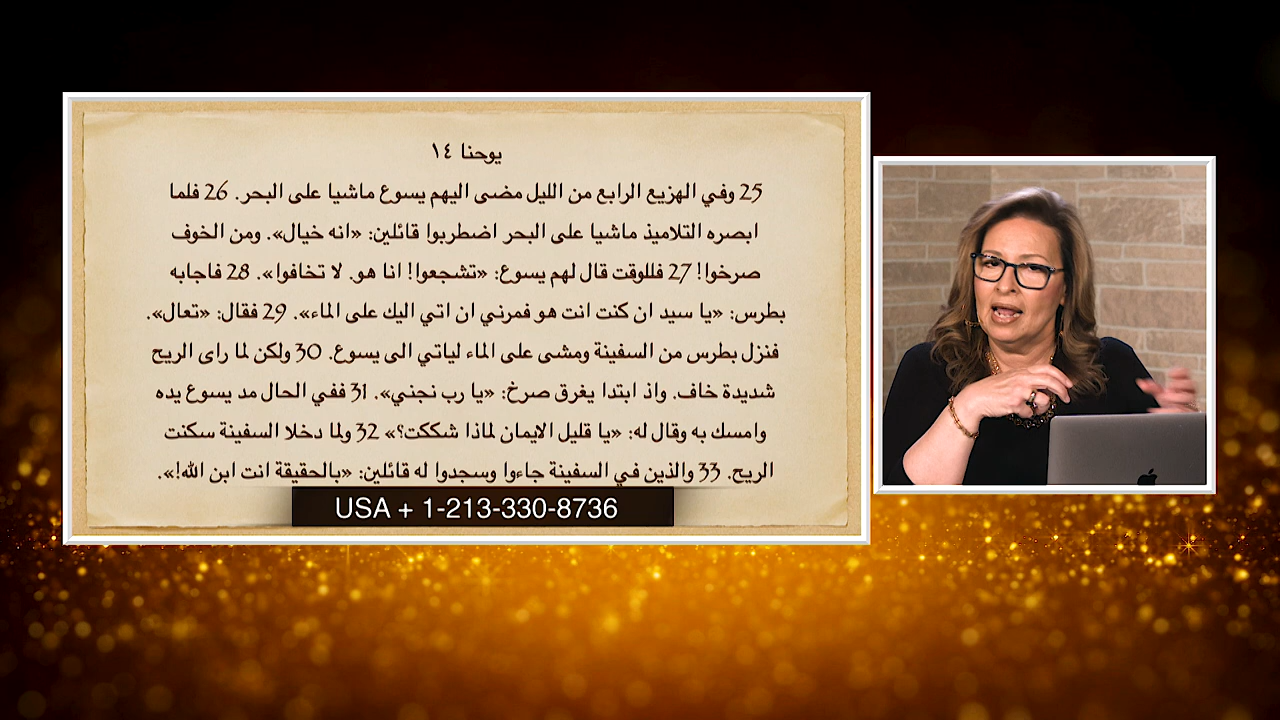 يوحنا ١٤
25 وفي الهزيع الرابع من الليل مضى اليهم يسوع ماشيا على البحر. 26 فلما
ابصره التلاميذ ماشيا على البحر اضطربوا قائلين: «انه خيال». ومن الخوف
صرخوا! 27 فللوقت قال لهم يسوع: «تشجعوا! انا هو. لا تخافوا». 28 فاجابه
بطرس: «يا سيد ان كنت انت هو فمرني ان اتي اليك على الماء». 29 فقال: «تعال».
فنزل بطرس من السفينة ومشى على الماء لياتي الى يسوع. 30 ولكن لما راى الريح
شديدة خاف. واذ ابتدا يغرق صرخ: «يا رب نجني». 31 ففي الحال مد يسوع يده
وامسك به وقال له: «يا قليل الايمان لماذا شككت؟» 32 ولما دخلا السفينة سكنت
الريح. 33 والذين في السفينة جاءوا وسجدوا له قائلين: «بالحقيقة انت ابن الله!».
USA + 1-213-330-8736